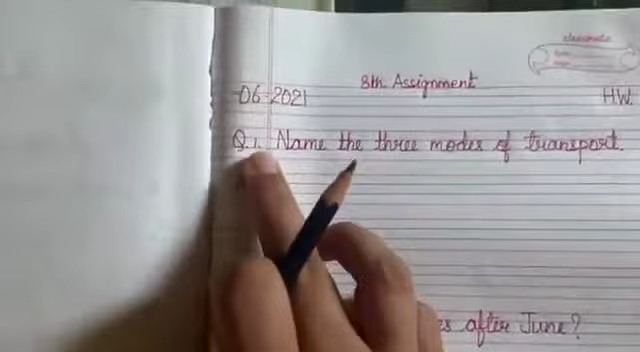 classmate
8th Assignment
06-2021
H.W.
Q.1. Name the three modes of transport.
after June?